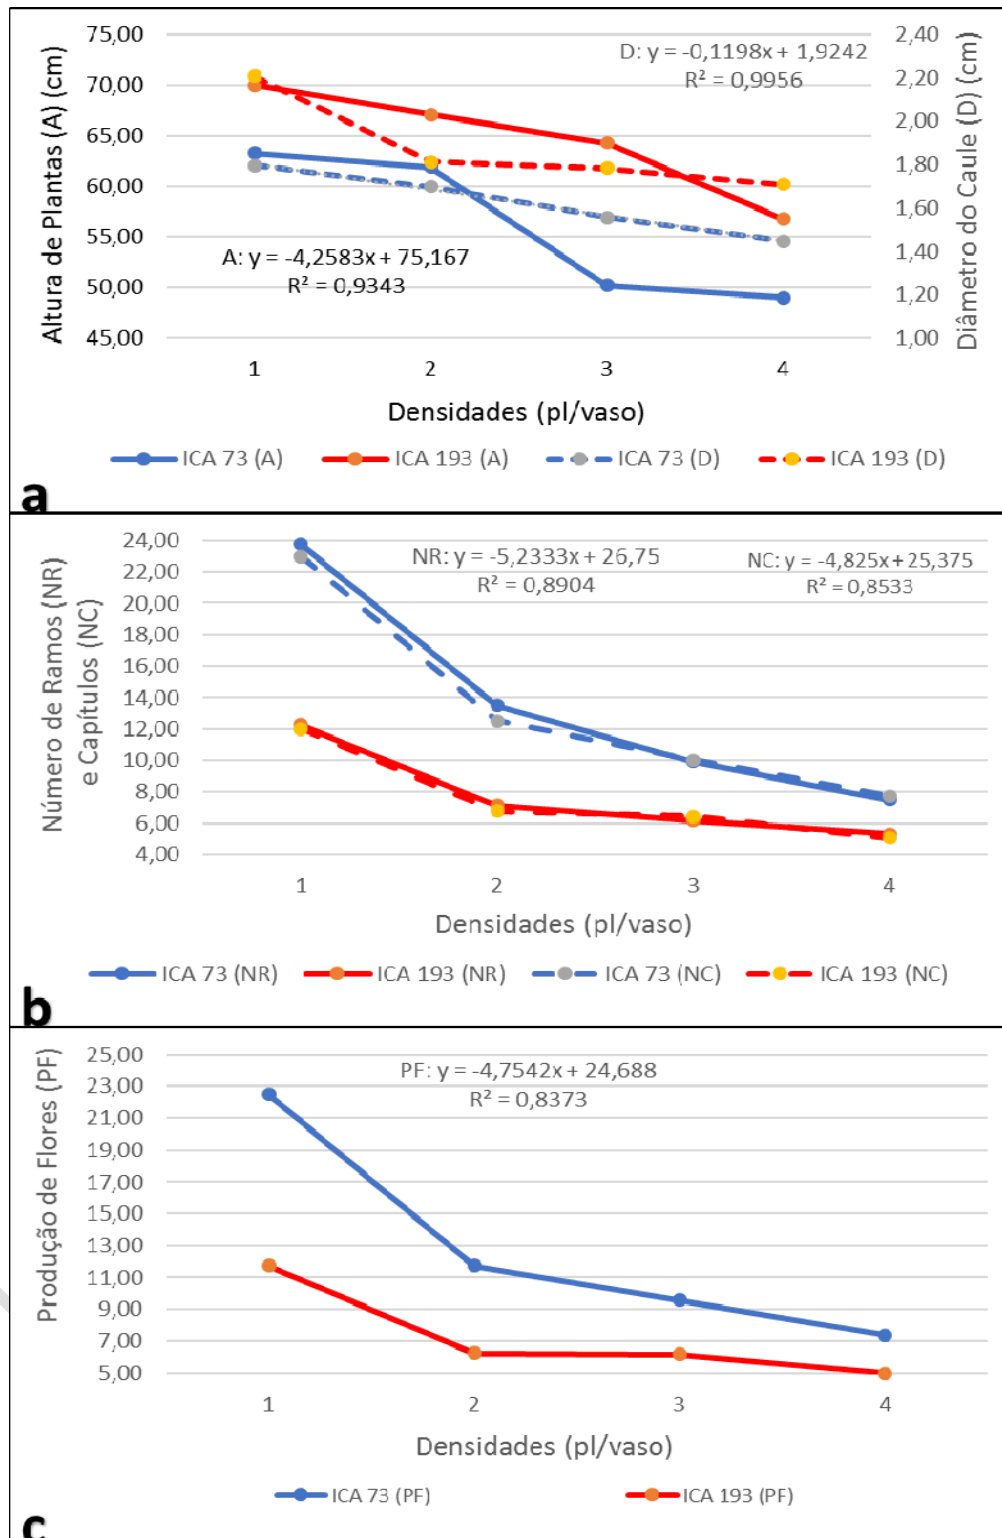 75,00
70,00
65,00
60,00
55,00
50,00
45,00
Altura de Plantas (A) (cm)
D: y = -0,1198x + 1,9242
R² = 0,9956
A: y = -4,2583x + 75,167
R² = 0,9343
2,40
2,20
2,00
1,80
1,60
1,40
1,20
1,00
Diâmetro do Caule (D) (cm)
1 2 3 4
Densidades (pl/vaso)
ICA 73 (A) ICA 193 (A) ICA 73 (D) ICA 193 (D)
a
24,00
22,00
20,00
18,00
16,00
14,00
12,00
10,00
8,00
6,00
4,00
Número de Ramos (NR)
e Capítulos (NC)
NR: y = -5,2333x + 26,75
R² = 0,8904
NC: y = -4,825x + 25,375
R² = 0,8533
1 2 3 4
Densidades (pl/vaso)
ICA 73 (NR) ICA 193 (NR) ICA 73 (NC) ICA 193 (NC)
b
25,00
23,00
21,00
19,00
17,00
15,00
13,00
11,00
9,00
7,00
5,00
Produção de Flores (PF)
PF: y = -4,7542x + 24,688
R² = 0,8373
1 2 3 4
Densidades (pl/vaso)
ICA 73 (PF) ICA 193 (PF)
c